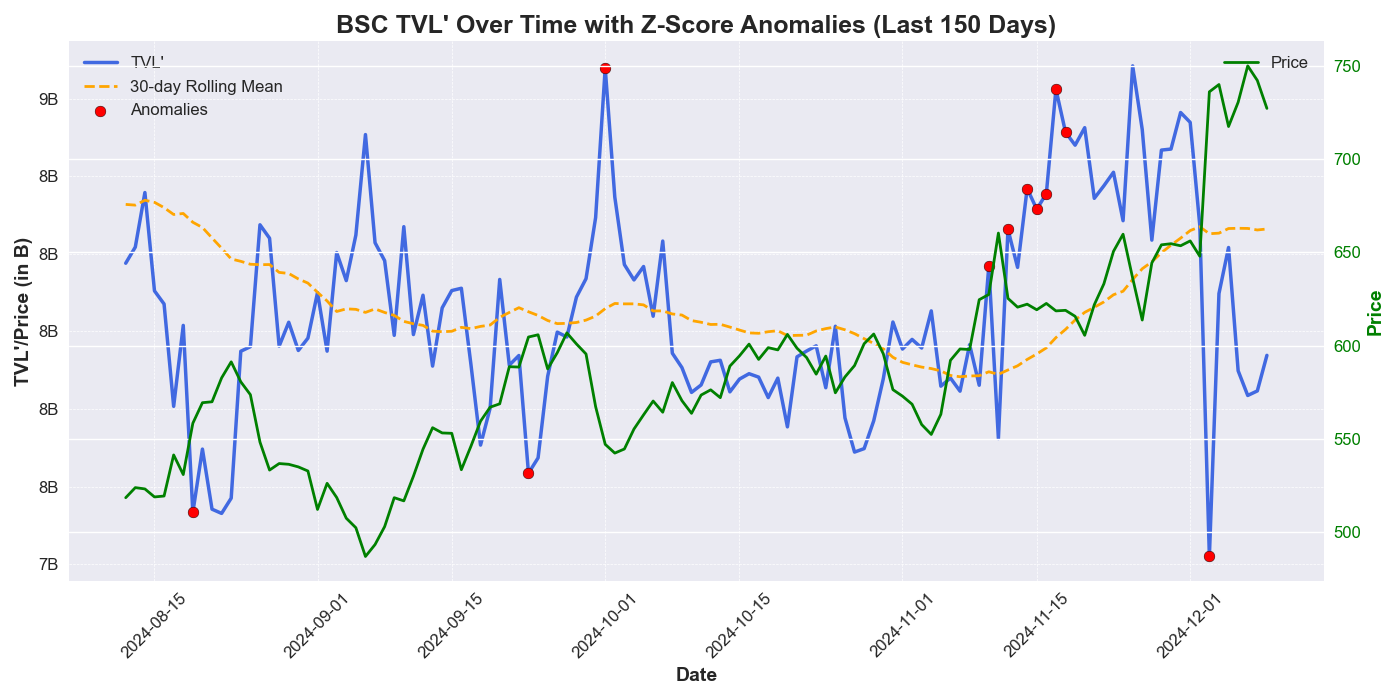 BSC TVL' Over Time with Z-Score Anomalies (Last 150 Days)
TVL'
30-day Rolling Mean
Anomalies
Price
TVL'/Price (in B)
9B
8B
8B
8B
8B
8B
7B
750
700
650
600
550
500
Price
2024-08-15
2024-09-01
2024-09-15
2024-10-01
2024-10-15
2024-11-01
2024-11-15
2024-12-01
Date